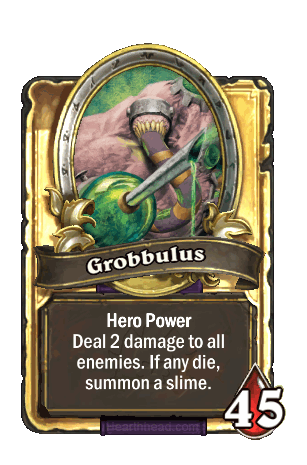 Grobbulus
Hero Power
Deal 2 damage to all
enemies. If any die,
summon a slime.
45
Hearthhead.com